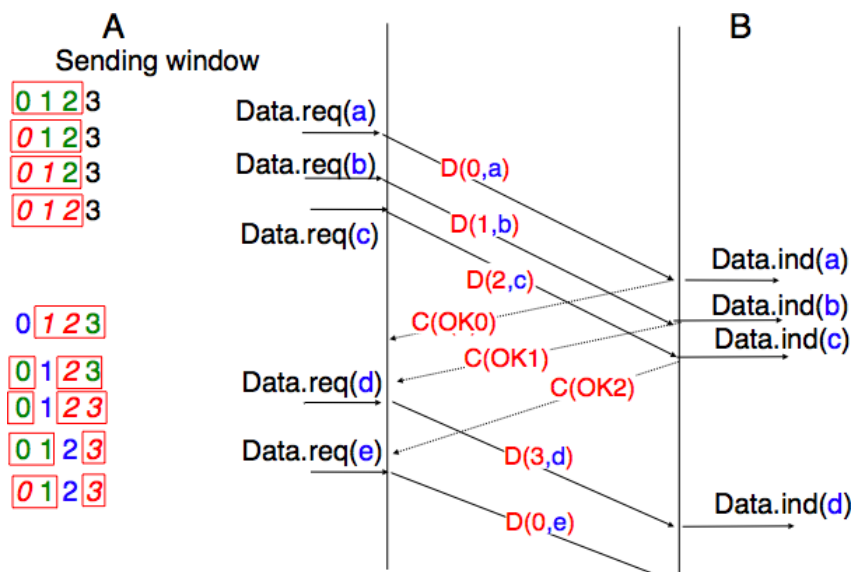 A
B
Sending window
0 1 2 3
Data.req(a)
0 1 2 3
Data.req(b)
D(0,a)
0 1 2 3
0 1 2 3
D(1,b)
Data.req(c)
Data.ind(a)
D(2,c)
Data.ind(b)
0 1 2 3
C(OK0)
Data.ind(c)
C(OK1)
0 1 2 3
Data.req(d)
C(OK2)
0 1 2 3
0 1 2 3
Data.req(e)
D(3,d)
0 1 2 3
Data.ind(d)
D(0,e)